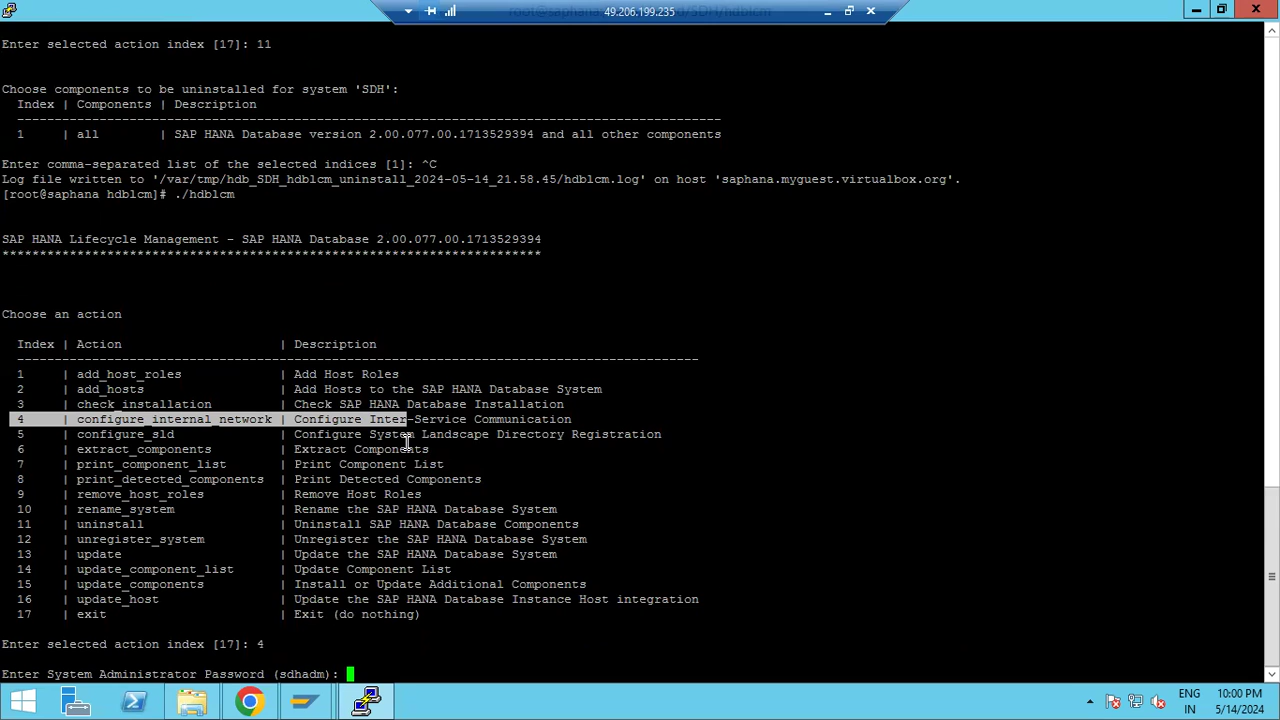 root@saphana:/hana/shared/SDH/hdblcm
49.206.199.235
Enter selected action index [17]: 11
Choose components to be uninstalled for system 'SDH':
Index | Components | Description
1 | all | SAP HANA Database version 2.00.077.00.1713529394 and all other components
Enter comma-separated list of the selected indices [1]: ^C
Log file written to '/var/tmp/hdb_SDH_hdblcm_uninstall_2024-05-14_21.58.45/hdblcm.log' on host 'saphana.myguest.virtualbox.org'.
[root@saphana hdblcm]# ./hdblcm
SAP HANA Lifecycle Management - SAP HANA Database 2.00.077.00.1713529394
************************************************************************
Choose an action
Index | Action | Description
1 | add_host_roles | Add Host Roles
2 | add_hosts | Add Hosts to the SAP HANA Database System
3 | check_installation | Check SAP HANA Database Installation
4 | configure_internal_network | Configure Inter-Service Communication
5 | configure_sld | Configure System Landscape Directory Registration
6 | extract_components | Extract Components
7 | print_component_list | Print Component List
8 | print_detected_components | Print Detected Components
9 | remove_host_roles | Remove Host Roles
10 | rename_system | Rename the SAP HANA Database System
11 | uninstall | Uninstall SAP HANA Database Components
12 | unregister_system | Unregister the SAP HANA Database System
13 | update | Update the SAP HANA Database System
14 | update_component_list | Update Component List
15 | update_components | Install or Update Additional Components
16 | update_host | Update the SAP HANA Database Instance Host integration
17 | exit | Exit (do nothing)
Enter selected action index [17]: 4
Enter System Administrator Password (sdhadm):
ENG
IN
10:00 PM
5/14/2024